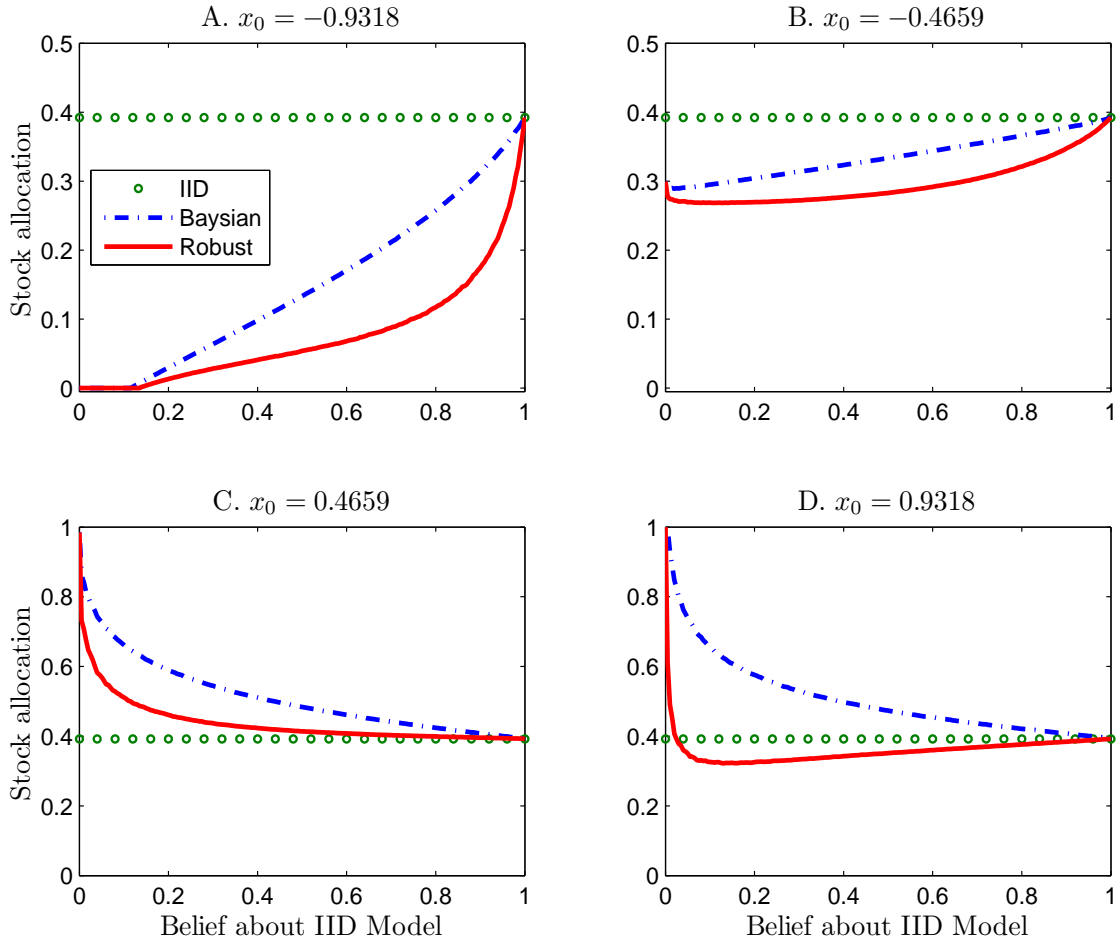 A. x₀ = −0.9318
0.5
0.4
0.3
0.2
0.1
0
Stock allocation
IID
Baysian
Robust
0 0.2 0.4 0.6 0.8 1
B. x₀ = −0.4659
0.5
0.4
0.3
0.2
0.1
0
0 0.2 0.4 0.6 0.8 1
C. x₀ = 0.4659
1
0.8
0.6
0.4
0.2
0
Stock allocation
0 0.2 0.4 0.6 0.8 1
Belief about IID Model
D. x₀ = 0.9318
1
0.8
0.6
0.4
0.2
0
0 0.2 0.4 0.6 0.8 1
Belief about IID Model